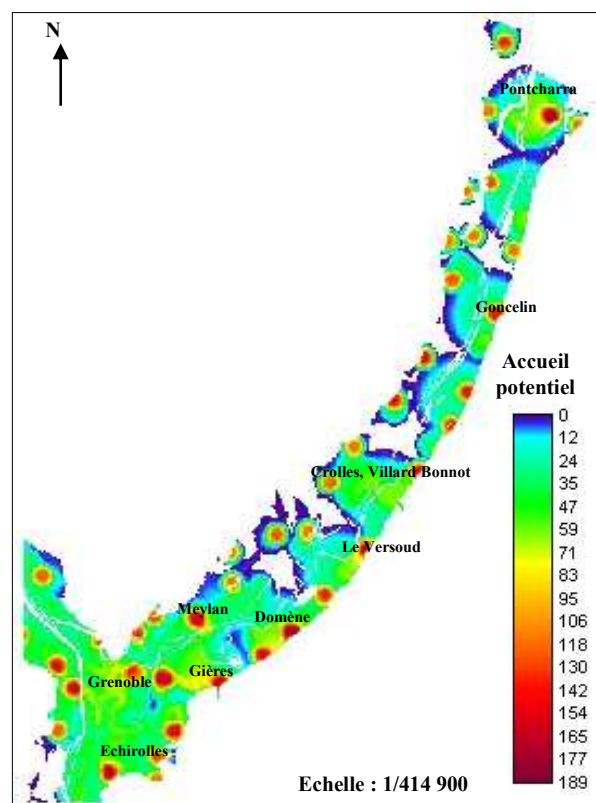 N
Pontcharra
Goncelin
Accueil
potentiel
0
12
24
35
47
59
71
83
95
106
118
130
142
154
165
177
189
Crolles, Villard Bonnot
Le Versoud
Meylan
Domène
Gières
Grenoble
Echirolles
Echelle : 1/414 900